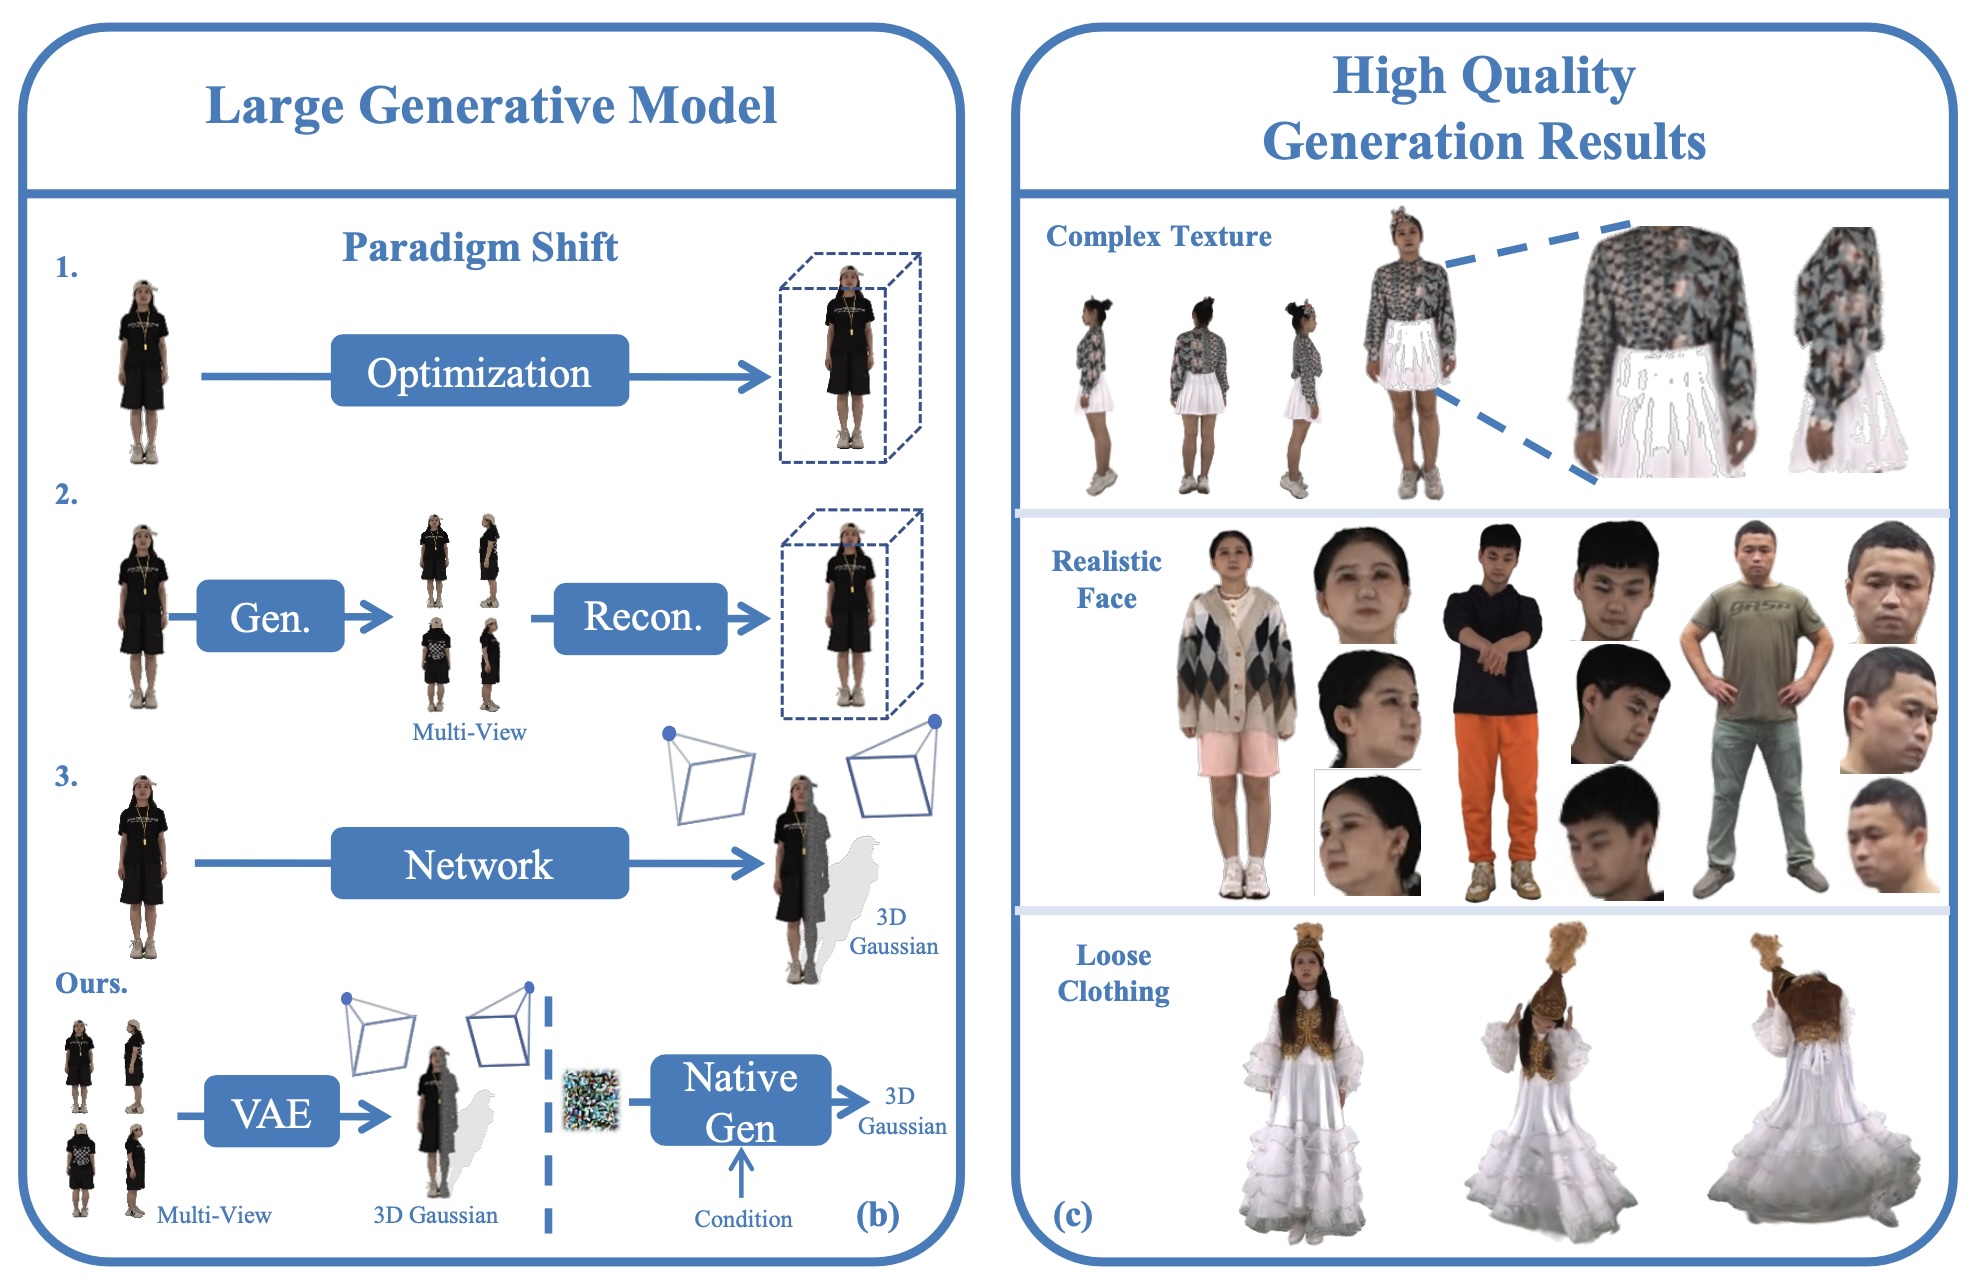 Large Generative Model
Paradigm Shift
1.
Optimization
2.
Gen.
Recon.
Multi-View
3.
Network
3D
Gaussian
Ours.
VAE
Native
Gen
3D
Gaussian
Multi-View
3D Gaussian
Condition
(b)
High Quality
Generation Results
Complex Texture
Realistic
Face
Loose
Clothing
(c)